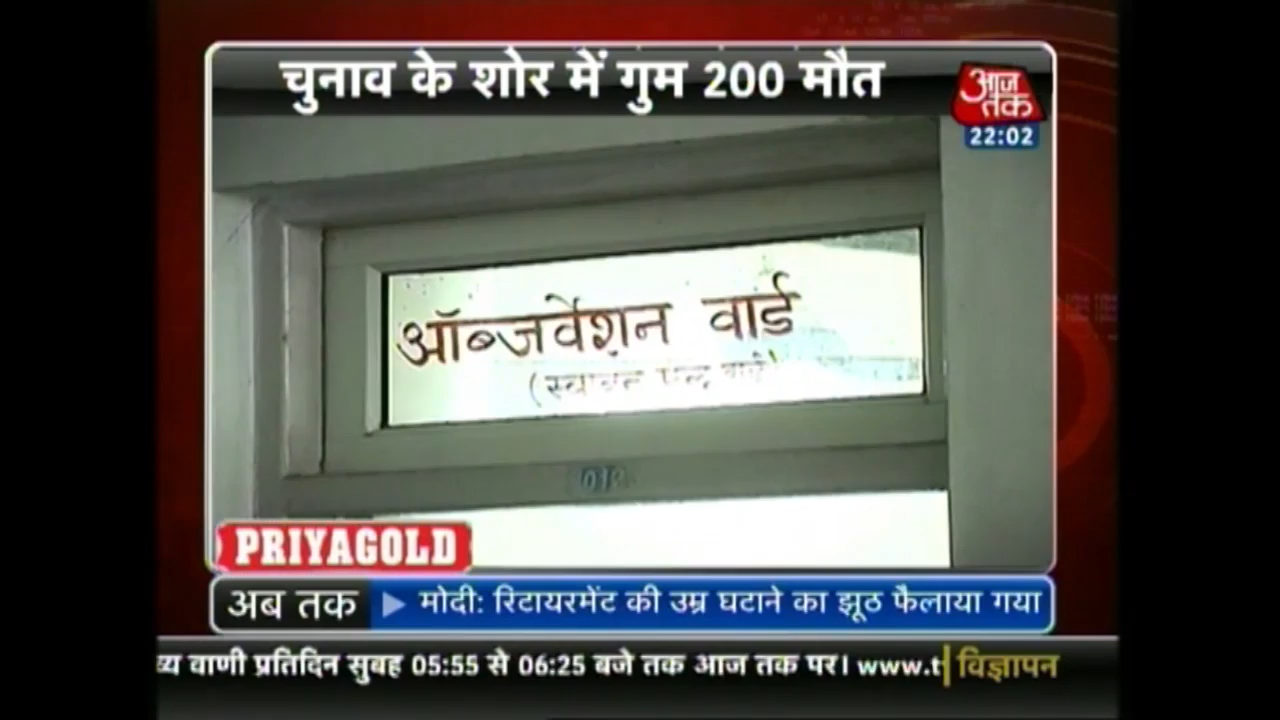 चुनाव के शोर में गुम 200 मौत
आज
तक
22:02
ऑब्जर्वेशन वार्ड
PRIYAGOLD
अब तक
मोदी: रिटायरमेंट की उम्र घटाने का झूठ फैलाया गया
व्य वाणी प्रतिदिन सुबह 05:55 से 06:25 बजे तक आज तक पर। www.t
विज्ञापन